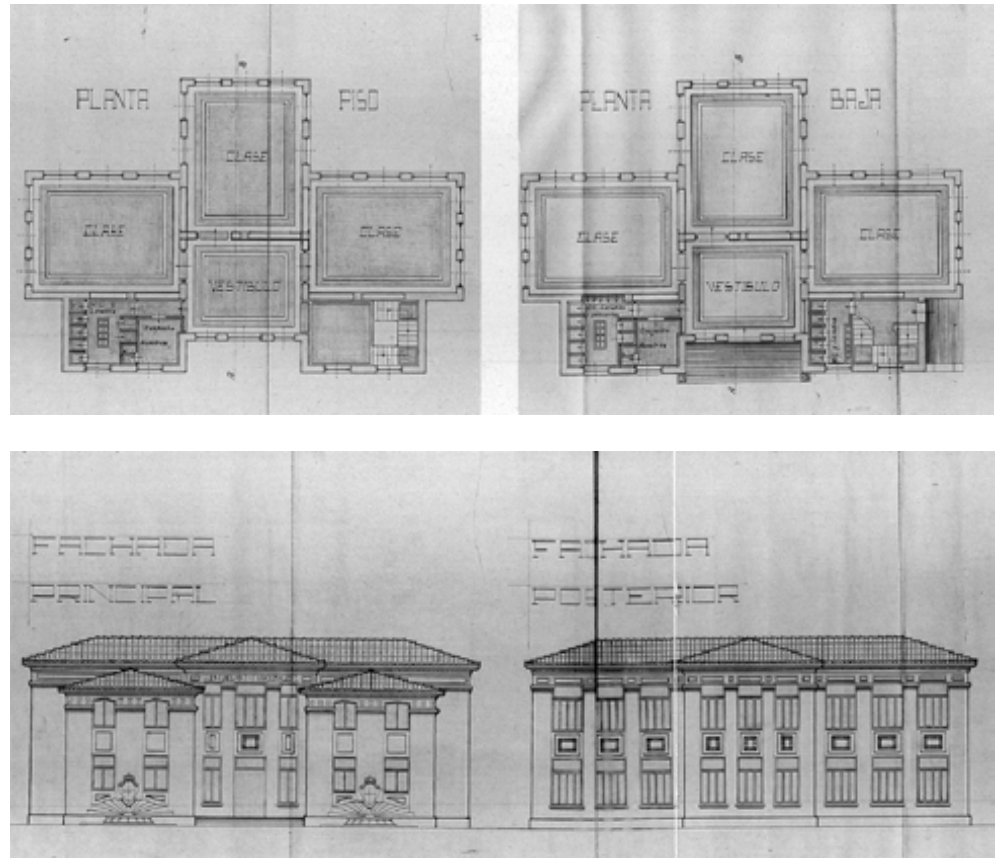 PLANTA PISO
CLASE
CLASE
CLASE
VESTIBULO
PLANTA BAJA
CLASE
CLASE
CLASE
VESTIBULO
FACHADA
PRINCIPAL
FACHADA
POSTERIOR